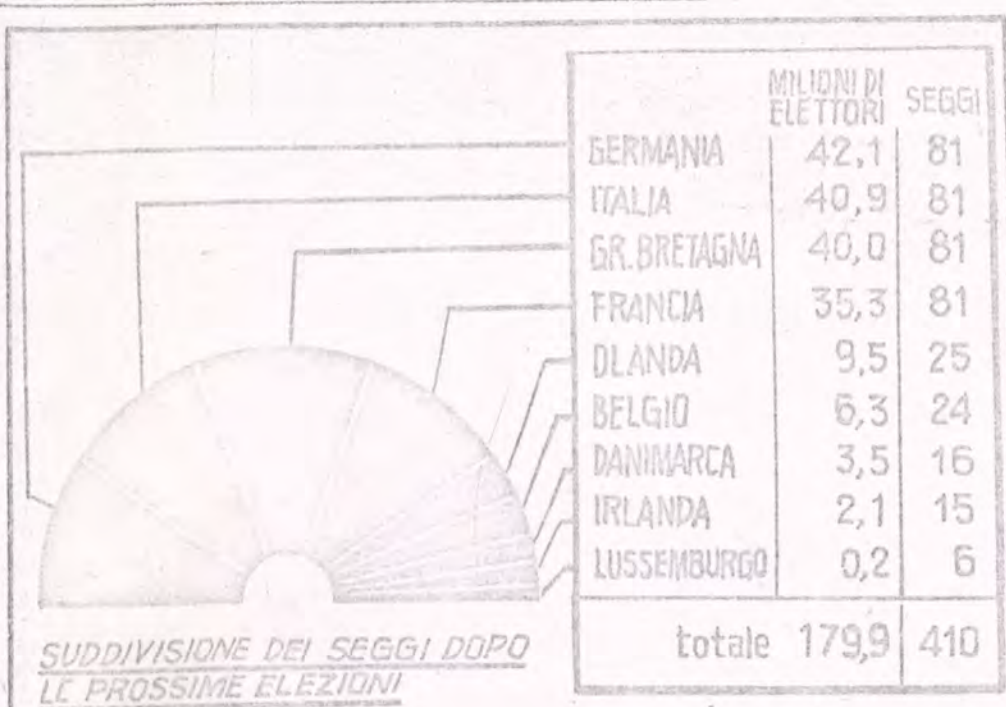 MILIONI DI
ELETTORI SEGGI
GERMANIA 42,1 81
ITALIA 40,9 81
GR.BRETAGNA 40,0 81
FRANCIA 35,3 81
OLANDA 9,5 25
BELGIO 6,3 24
DANIMARCA 3,5 16
IRLANDA 2,1 15
LUSSEMBURGO 0,2 6
totale 179,9 410
SUDDIVISIONE DEI SEGGI DOPO
LE PROSSIME ELEZIONI